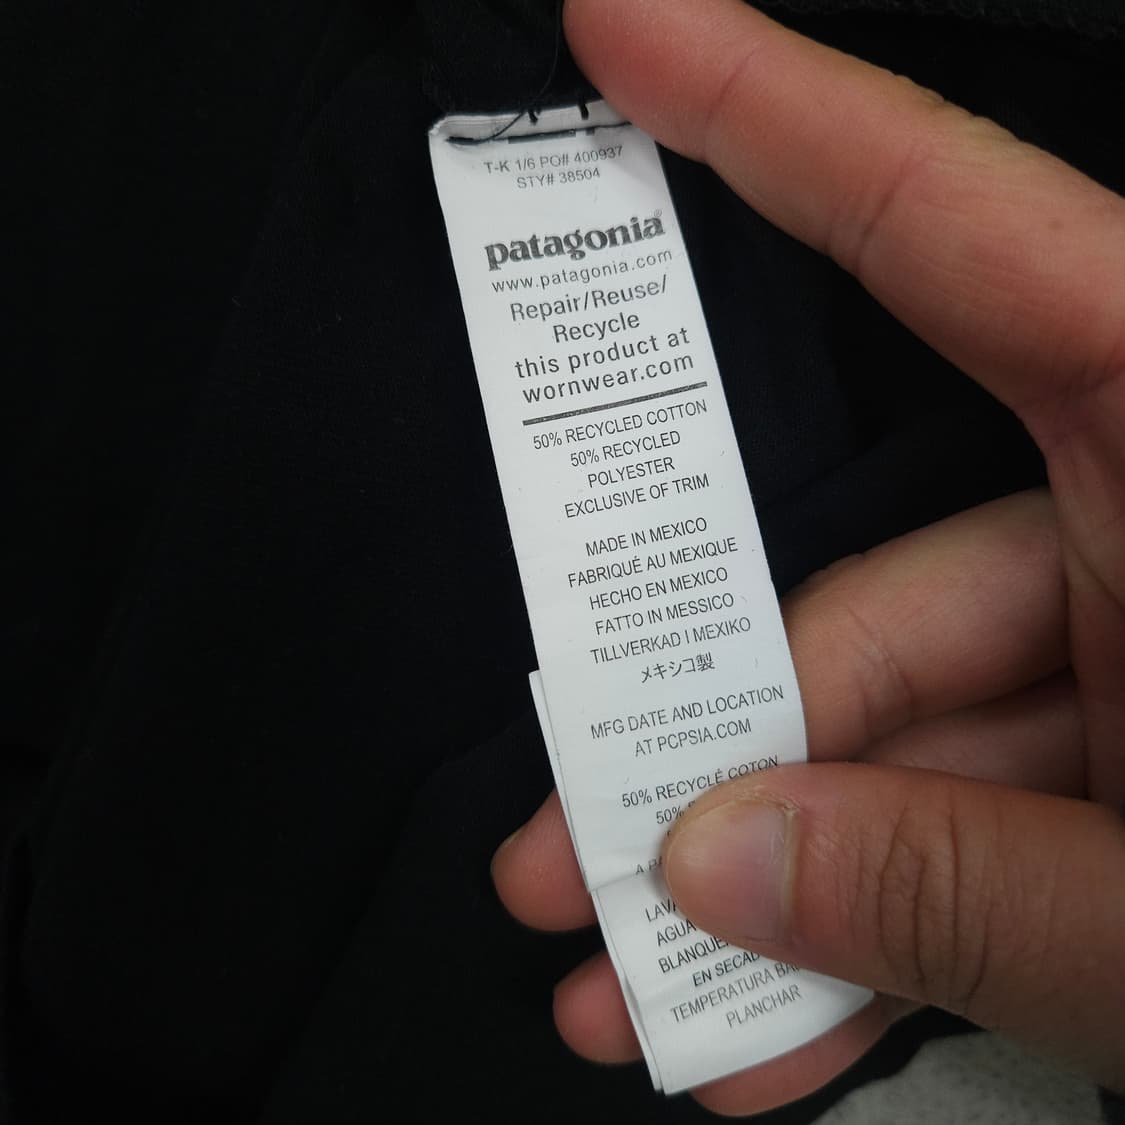 T-K 1/6 PO# 400937
STY# 38504
patagonia®
www.patagonia.com
Repair/Reuse/
Recycle
this product at
wornwear.com
50% RECYCLED COTTON
50% RECYCLED
POLYESTER
EXCLUSIVE OF TRIM
MADE IN MEXICO
FABRIQUÉ AU MEXIQUE
HECHO EN MEXICO
FATTO IN MESSICO
TILLVERKAD I MEXIKO
メキシコ製
MFG DATE AND LOCATION
AT PCPSIA.COM
50% RECYCLÉ COTON
50%
A
AGUA
EN
TEMPERATURA
PLANCHAR